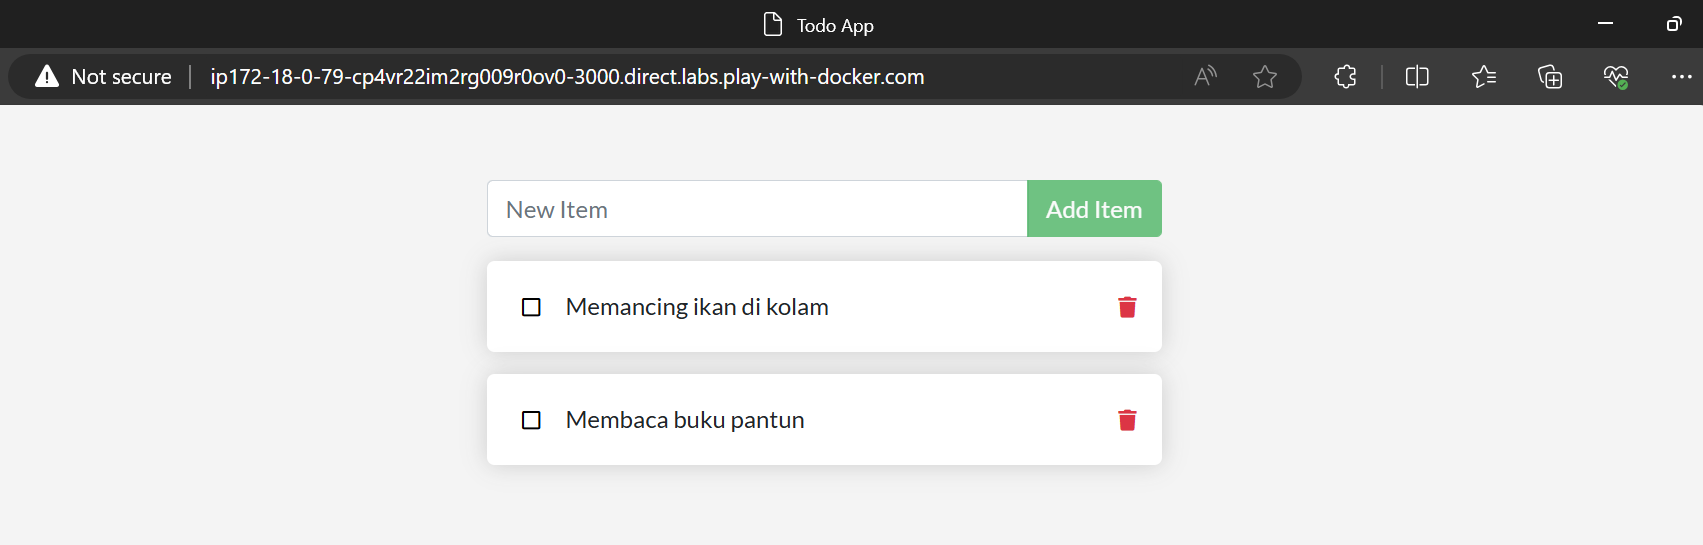 Todo App
Not secure
ip172-18-0-79-cp4vr22im2rg009r0ov0-3000.direct.labs.play-with-docker.com
New Item
Add Item
Memancing ikan di kolam
Membaca buku pantun